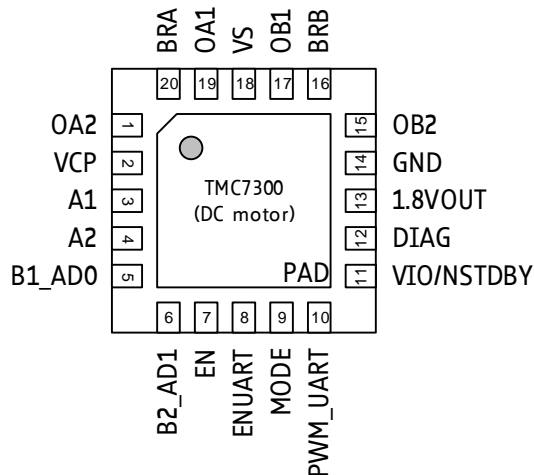 BRA
OA1
VS
OB1
BRB
20
19
18
17
16
OA2
1
15
OB2
VCP
2
14
GND
A1
3
TMC7300
(DC motor)
13
1.8VOUT
A2
4
12
DIAG
B1_AD0
5
PAD
11
VIO/NSTDBY
6
7
8
9
10
B2_AD1
EN
ENUART
MODE
PWM_UART